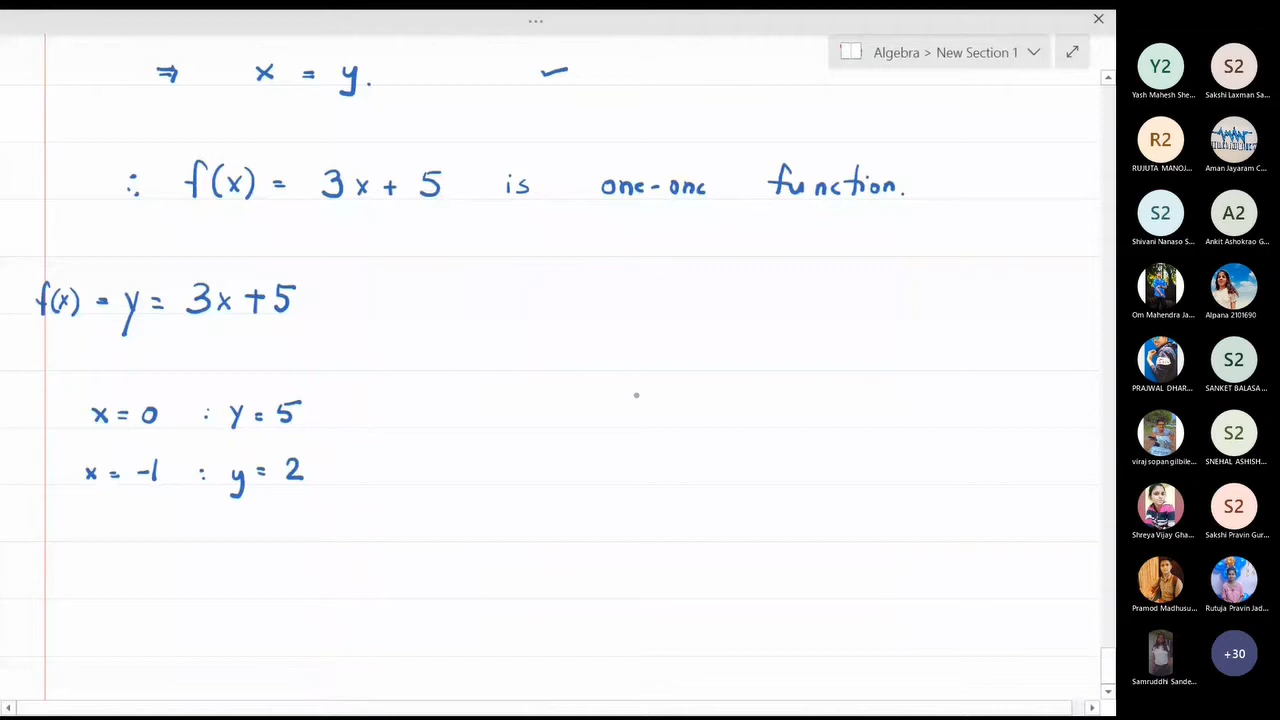 ...
Algebra > New Section 1
⇒ x = y.
∴ f(x) = 3x + 5 is one-one function.
f(x) = y = 3x + 5
x = 0 : y = 5
x = -1 : y = 2
Y2 S2
Yash Mahesh She... Sakshi Laxman Sa...
R2
RUJUTA MANOJ... Aman Jayaram C...
S2 A2
Shivani Nanaso S... Ankit Ashokrao G...
Om Mahendra Ja... Alpana 2101690
S2
PRAJWAL DHAR... SANKET BALASA...
S2
viraj sopan gilbile... SNEHAL ASHISH...
S2
Shreya Vijay Gha... Sakshi Pravin Gur...
Pramod Madhusu... Rutuja Pravin Jad...
+30
Samruddhi Sande...